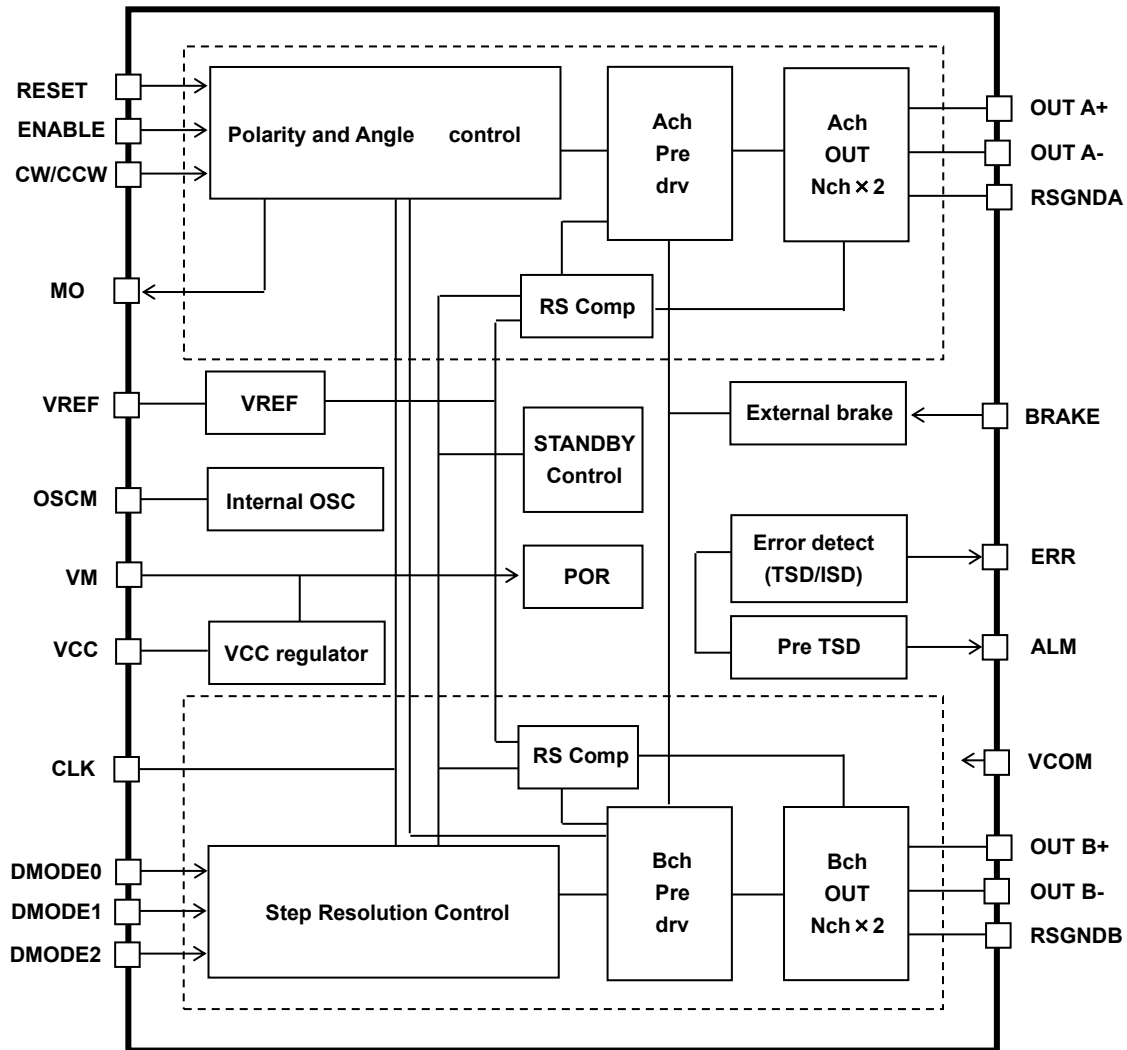 RESET
ENABLE
CW/CCW
MO
VREF
OSCM
VM
VCC
CLK
DMODE0
DMODE1
DMODE2
Polarity and Angle control
Ach
Pre
drv
Ach
OUT
Nch×2
RS Comp
VREF
Internal OSC
VCC regulator
STANDBY
Control
POR
External brake
Error detect
(TSD/ISD)
Pre TSD
RS Comp
Step Resolution Control
Bch
Pre
drv
Bch
OUT
Nch×2
OUT A+
OUT A-
RSGNDA
BRAKE
ERR
ALM
VCOM
OUT B+
OUT B-
RSGNDB